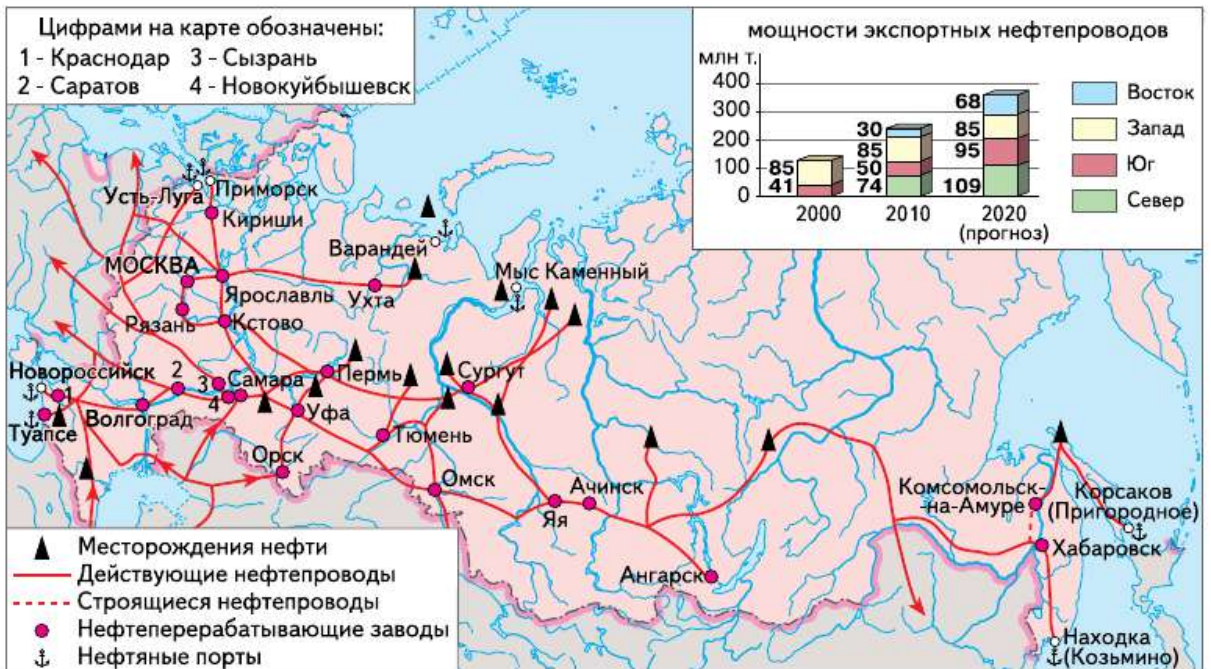 Цифрами на карте обозначены:
1 - Краснодар 3 - Сызрань
2 - Саратов 4 - Новокуйбышевск
мощности экспортных нефтепроводов
млн т.
400
300
200
100
0
85
41
30
85
50
74
68
85
95
109
2000
2010
2020
(прогноз)
Восток
Запад
Юг
Север
Усть-Луга
Приморск
Кириши
Варандей
МОСКВА
Мыс Каменный
Ярославль
Ухта
Рязань
Кстово
Новороссийск
2
3
Самара
Пермь
Сургут
1
4
Волгоград
Уфа
Туапсе
Тюмень
Орск
Омск
Ачинск
Яя
Комсомольск-
на-Амуре
Корсаков
(Пригородное)
Хабаровск
Ангарск
Находка
(Козьмино)
Месторождения нефти
Действующие нефтепроводы
Строящиеся нефтепроводы
Нефтеперерабатывающие заводы
Нефтяные порты